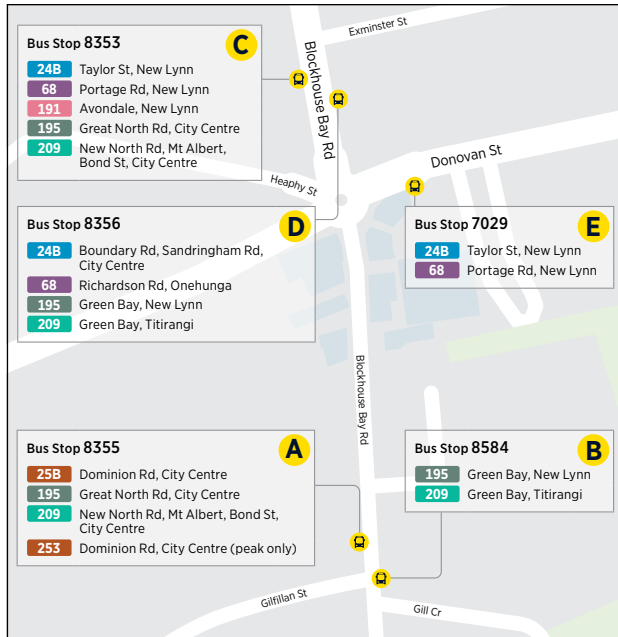 Exminster St
Blockhouse Bay Rd
Donovan St
Heaphy St
Bus Stop 8353
C
24B Taylor St, New Lynn
68 Portage Rd, New Lynn
191 Avondale, New Lynn
195 Great North Rd, City Centre
209 New North Rd, Mt Albert,
Bond St, City Centre
Bus Stop 8356
D
24B Boundary Rd, Sandringham Rd,
City Centre
68 Richardson Rd, Onehunga
195 Green Bay, New Lynn
209 Green Bay, Titirangi
Bus Stop 7029
E
24B Taylor St, New Lynn
68 Portage Rd, New Lynn
Blockhouse Bay Rd
Bus Stop 8355
A
25B Dominion Rd, City Centre
195 Great North Rd, City Centre
209 New North Rd, Mt Albert, Bond St,
City Centre
253 Dominion Rd, City Centre (peak only)
Bus Stop 8584
B
195 Green Bay, New Lynn
209 Green Bay, Titirangi
Gilfillan St
Gill Cr